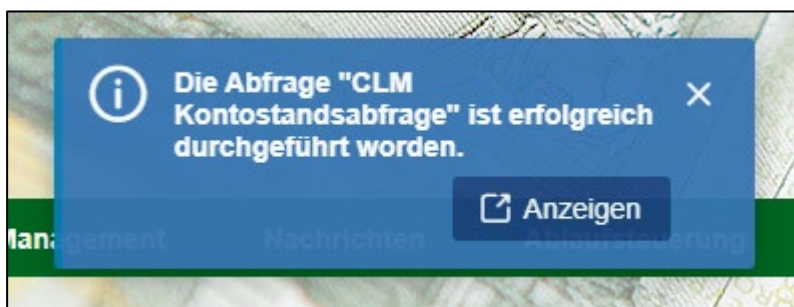 Die Abfrage "CLM
Kontostandsabfrage" ist erfolgreich
durchgeführt worden.
Anzeigen
Management Nachrichten Ablaufsteuerung